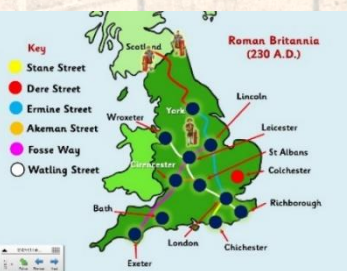 Roman Britannia
(230 A.D.)
Key
Stane Street
Dere Street
Ermine Street
Akeman Street
Fosse Way
Watling Street
Scotland
York
Lincoln
Wroxeter
Leicester
St Albans
Cirencester
Colchester
Bath
Richborough
London
Chichester
Exeter